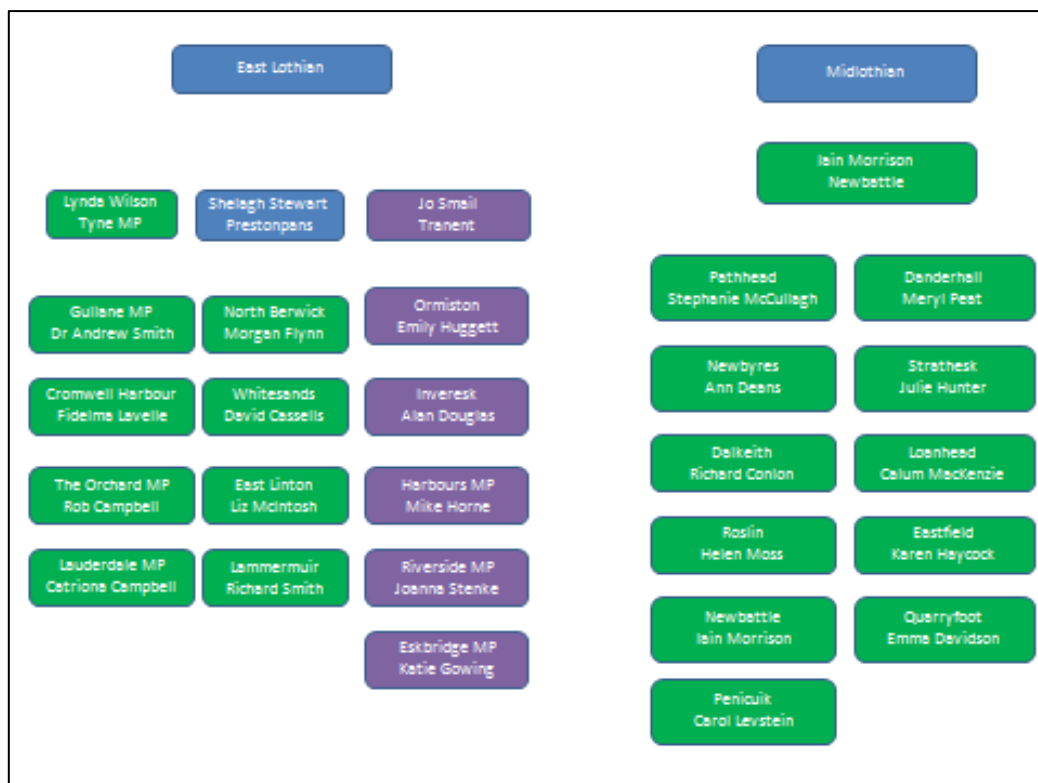 East Lothian
Midlothian
Iain Morrison
Newbattle
Lynda Wilson
Tyne MP
Shelagh Stewart
Prestonpans
Jo Smail
Tranent
Gullane MP
Dr Andrew Smith
North Berwick
Morgan Flynn
Ormiston
Emily Huggett
Cromwell Harbour
Fidelma Lavelle
Whitesands
David Cassells
Inveresk
Alan Douglas
The Orchard MP
Rob Campbell
East Linton
Liz McIntosh
Harbours MP
Mike Horne
Lauderdale MP
Catriona Campbell
Lammermuir
Richard Smith
Riverside MP
Joanna Stenke
Eskbridge MP
Katie Gowing
Pathhead
Stephanie McCullagh
Danderhall
Meryl Peat
Newbyres
Ann Deans
Strathesk
Julie Hunter
Dalkeith
Richard Conlon
Loanhead
Calum MacKenzie
Roslin
Helen Moss
Eastfield
Karen Haycock
Newbattle
Iain Morrison
Quarryfoot
Emma Davidson
Penicuik
Carol Levstein